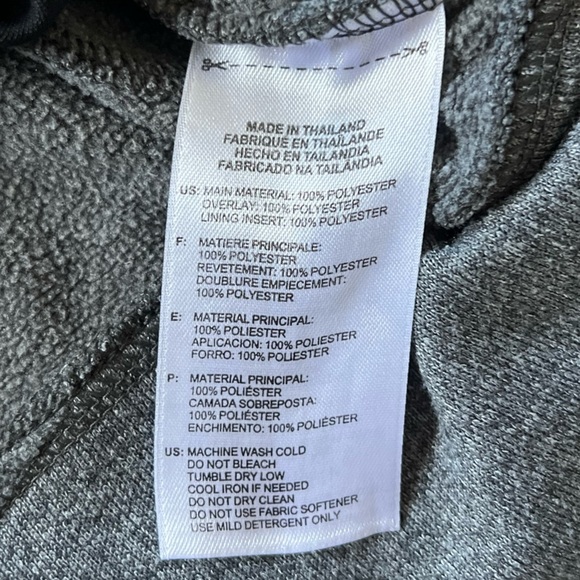 MADE IN THAILAND
FABRIQUE EN THAÏLANDE
HECHO EN TAILANDIA
FABRICADO NA TAILÂNDIA
US: MAIN MATERIAL: 100% POLYESTER
OVERLAY: 100% POLYESTER
LINING INSERT: 100% POLYESTER
F: MATIERE PRINCIPALE:
100% POLYESTER
REVETEMENT: 100% POLYESTER
DOUBLURE EMPIECEMENT:
100% POLYESTER
E: MATERIAL PRINCIPAL:
100% POLIESTER
APLICACION: 100% POLIESTER
FORRO: 100% POLIESTER
P: MATERIAL PRINCIPAL:
100% POLIÉSTER
CAMADA SOBREPOSTA:
100% POLIÉSTER
ENCHIMENTO: 100% POLIÉSTER
US: MACHINE WASH COLD
DO NOT BLEACH
TUMBLE DRY LOW
COOL IRON IF NEEDED
DO NOT DRY CLEAN
DO NOT USE FABRIC SOFTENER
USE MILD DETERGENT ONLY